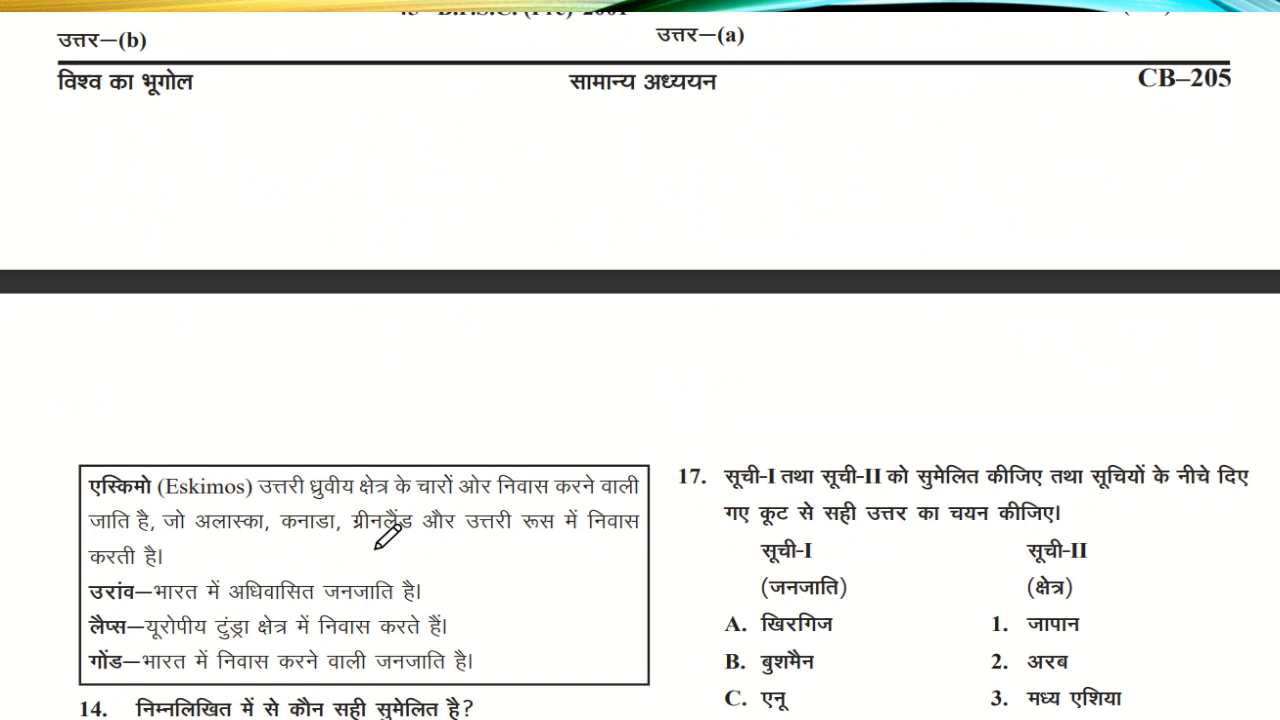 उत्तर–(b)
उत्तर–(a)
विश्व का भूगोल सामान्य अध्ययन CB–205
एस्किमो (Eskimos) उत्तरी ध्रुवीय क्षेत्र के चारों ओर निवास करने वाली
जाति है, जो अलास्का, कनाडा, ग्रीनलैंड और उत्तरी रूस में निवास
करती है।
उरांव–भारत में अधिवासित जनजाति है।
लैप्स–यूरोपीय टुंड्रा क्षेत्र में निवास करते हैं।
गोंड–भारत में निवास करने वाली जनजाति है।
14. निम्नलिखित में से कौन सही सुमेलित है?
17. सूची-I तथा सूची-II को सुमेलित कीजिए तथा सूचियों के नीचे दिए
गए कूट से सही उत्तर का चयन कीजिए।
सूची-I सूची-II
(जनजाति) (क्षेत्र)
A. खिरगिज 1. जापान
B. बुशमैन 2. अरब
C. एनू 3. मध्य एशिया